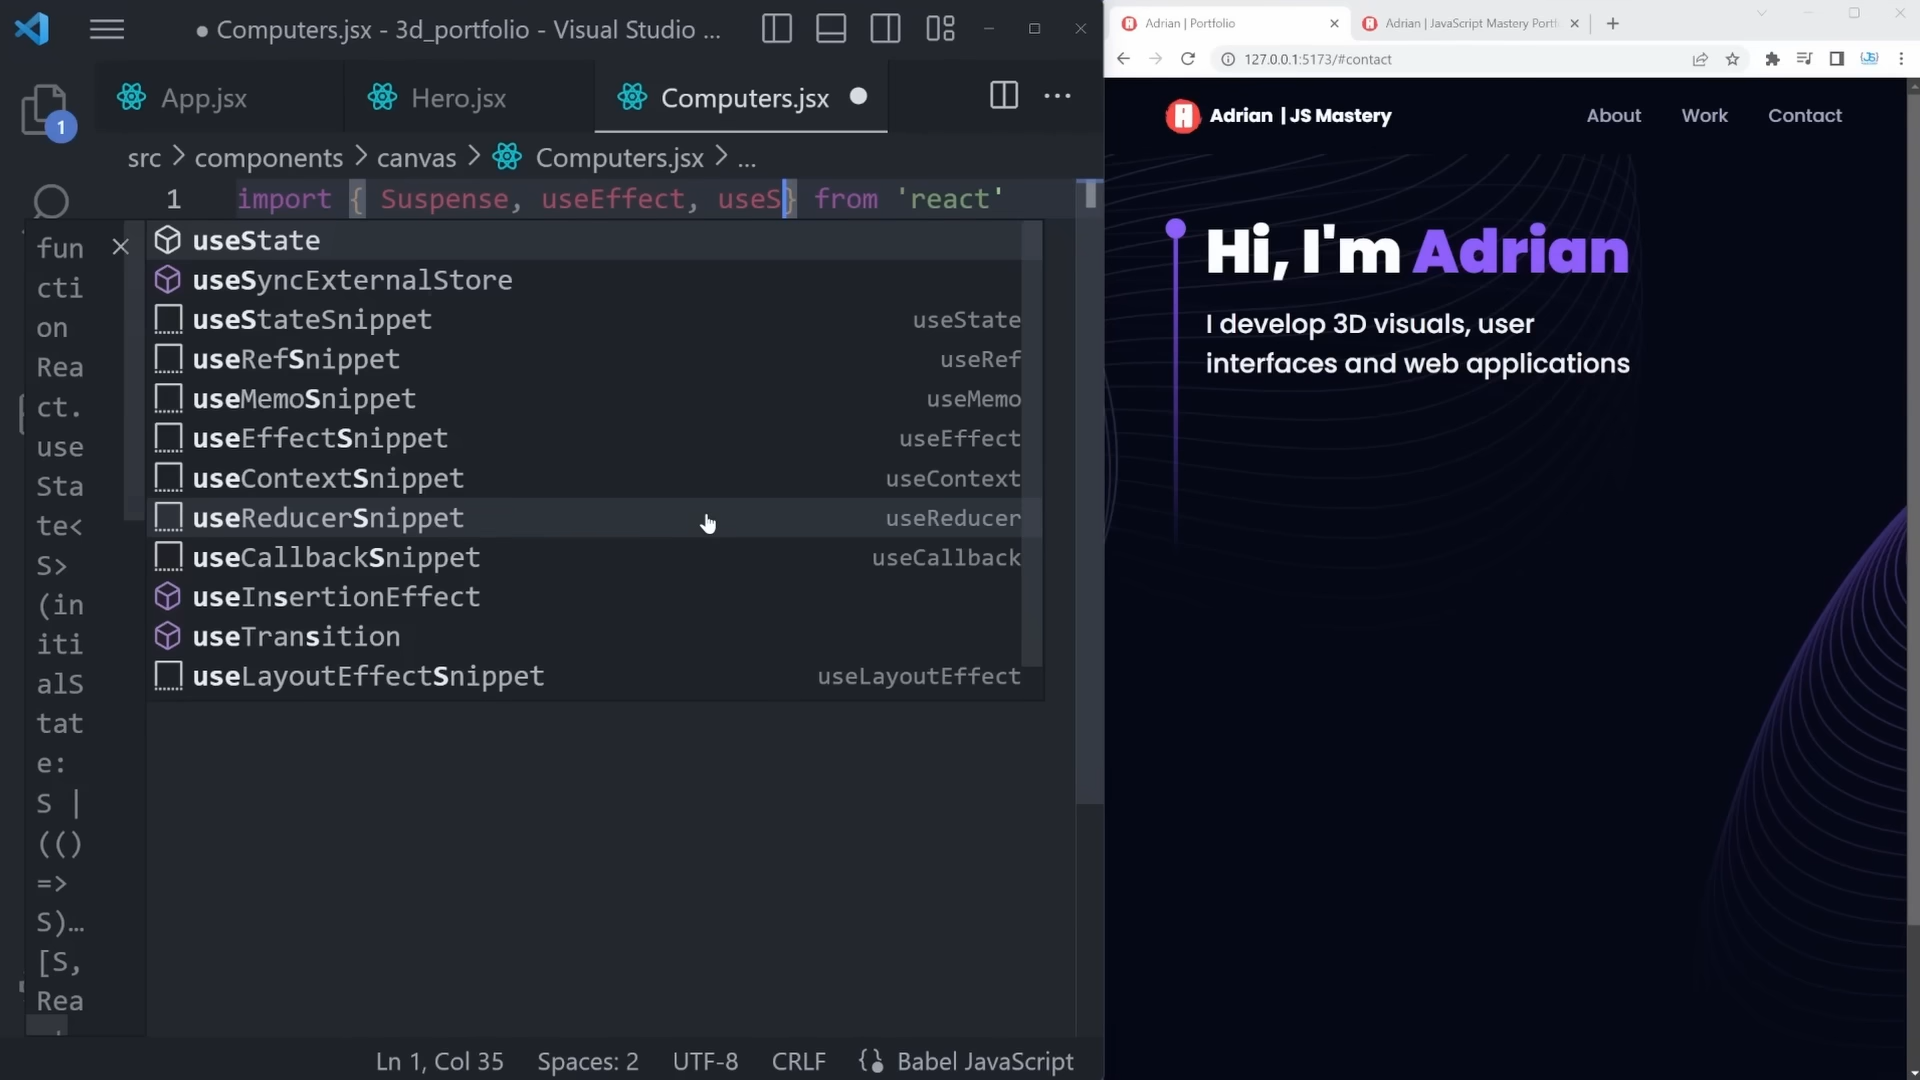 Computers.jsx - 3d_portfolio - Visual Studio ...
App.jsx
Hero.jsx
Computers.jsx
1
src > components > canvas > Computers.jsx > ...
1 import { Suspense, useEffect, useS} from 'react'
fun
cti
on
Rea
ct.
use
Sta
te<
S>
(in
iti
alS
tat
e:
S |
(()
=>
S)...
[S,
Rea
useState
useSyncExternalStore
useStateSnippet useState
useRefSnippet useRef
useMemoSnippet useMemo
useEffectSnippet useEffect
useContextSnippet useContext
useReducerSnippet useReducer
useCallbackSnippet useCallback
useInsertionEffect
useTransition
useLayoutEffectSnippet useLayoutEffect
Ln 1, Col 35 Spaces: 2 UTF-8 CRLF {} Babel JavaScript
Adrian | Portfolio
Adrian | JavaScript Mastery Portf
127.0.0.1:5173/#contact
Adrian | JS Mastery
About Work Contact
Hi, I'm Adrian
I develop 3D visuals, user
interfaces and web applications